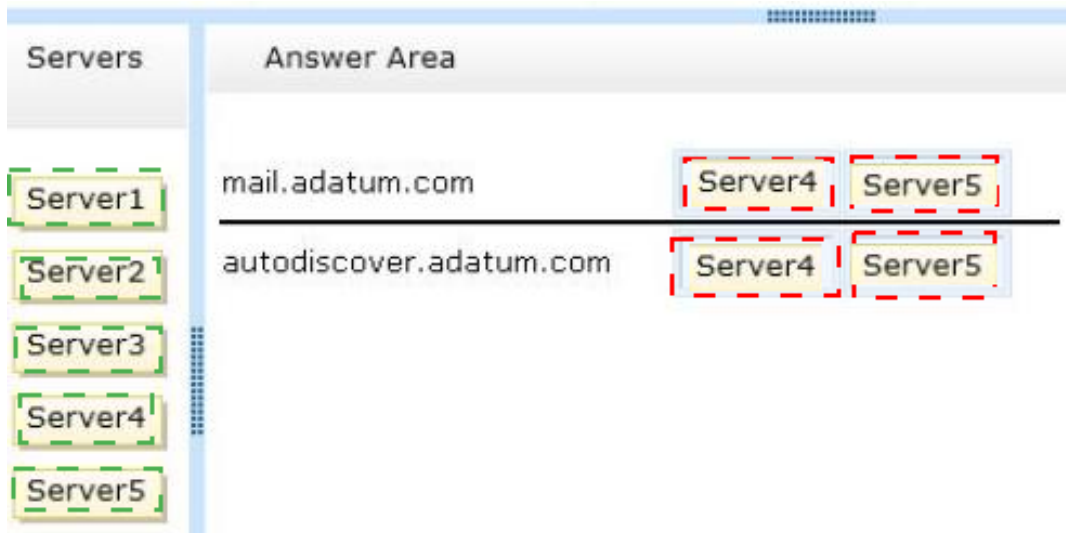 Servers
Answer Area
Server1
Server2
Server3
Server4
Server5
mail.adatum.com Server4 Server5
autodiscover.adatum.com Server4 Server5